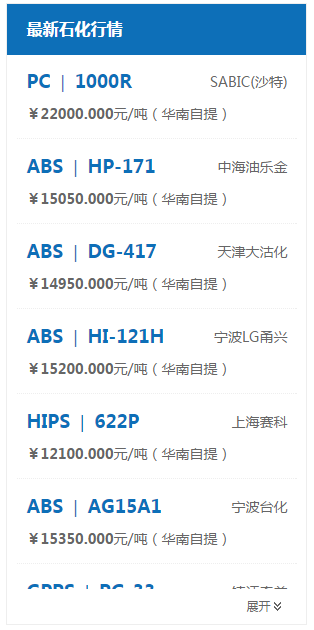 最新石化行情
PC | 1000R SABIC(沙特)
￥22000.000元/吨 ( 华南自提 )
ABS | HP-171 中海油乐金
￥15050.000元/吨 ( 华南自提 )
ABS | DG-417 天津大沽化
￥14950.000元/吨 ( 华南自提 )
ABS | HI-121H 宁波LG甬兴
￥15200.000元/吨 ( 华南自提 )
HIPS | 622P 上海赛科
￥12100.000元/吨 ( 华南自提 )
ABS | AG15A1 宁波台化
￥15350.000元/吨 ( 华南自提 )
展开